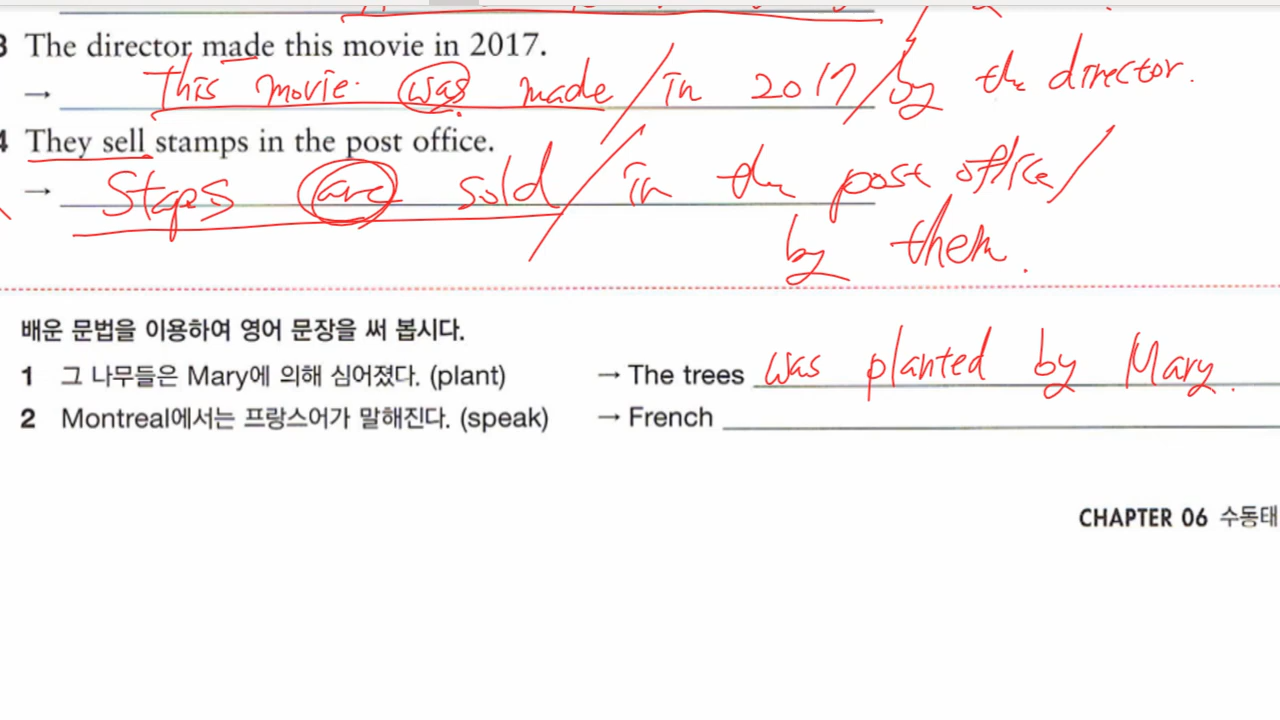 3 The director made this movie in 2017.
→ This movie was made / in 2017 / by the director.
4 They sell stamps in the post office.
→ Staps are sold / in the post office /
by them.
배운 문법을 이용하여 영어 문장을 써 봅시다.
1 그 나무들은 Mary에 의해 심어졌다. (plant) → The trees was planted by Mary.
2 Montreal에서는 프랑스어가 말해진다. (speak) → French
CHAPTER 06 수동태